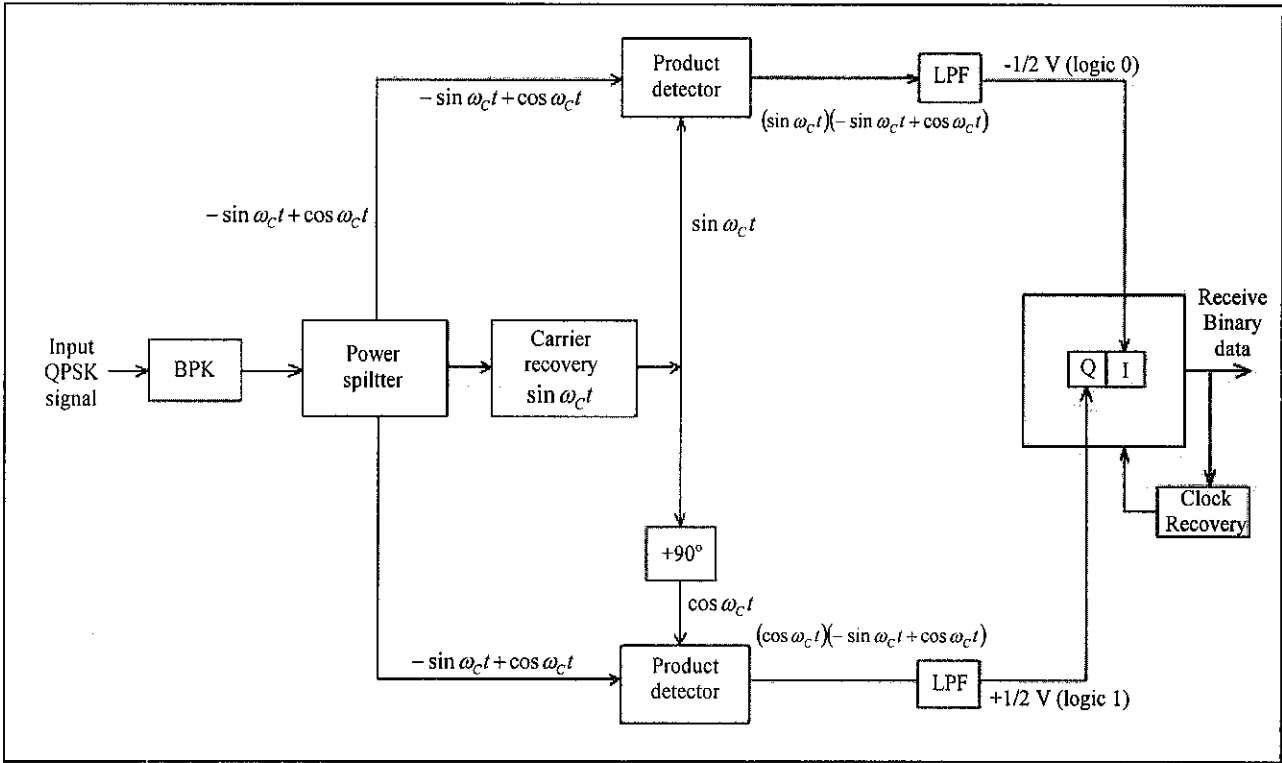 Product
detector
LPF
-1/2 V (logic 0)
− sin ω_C t + cos ω_C t
(sin ω_C t)(− sin ω_C t + cos ω_C t)
− sin ω_C t + cos ω_C t
sin ω_C t
Input
QPSK
signal
BPK
Power
spiltter
Carrier
recovery
sin ω_C t
Q I
Receive
Binary
data
Clock
Recovery
+90°
cos ω_C t
− sin ω_C t + cos ω_C t
Product
detector
(cos ω_C t)(− sin ω_C t + cos ω_C t)
LPF
+1/2 V (logic 1)